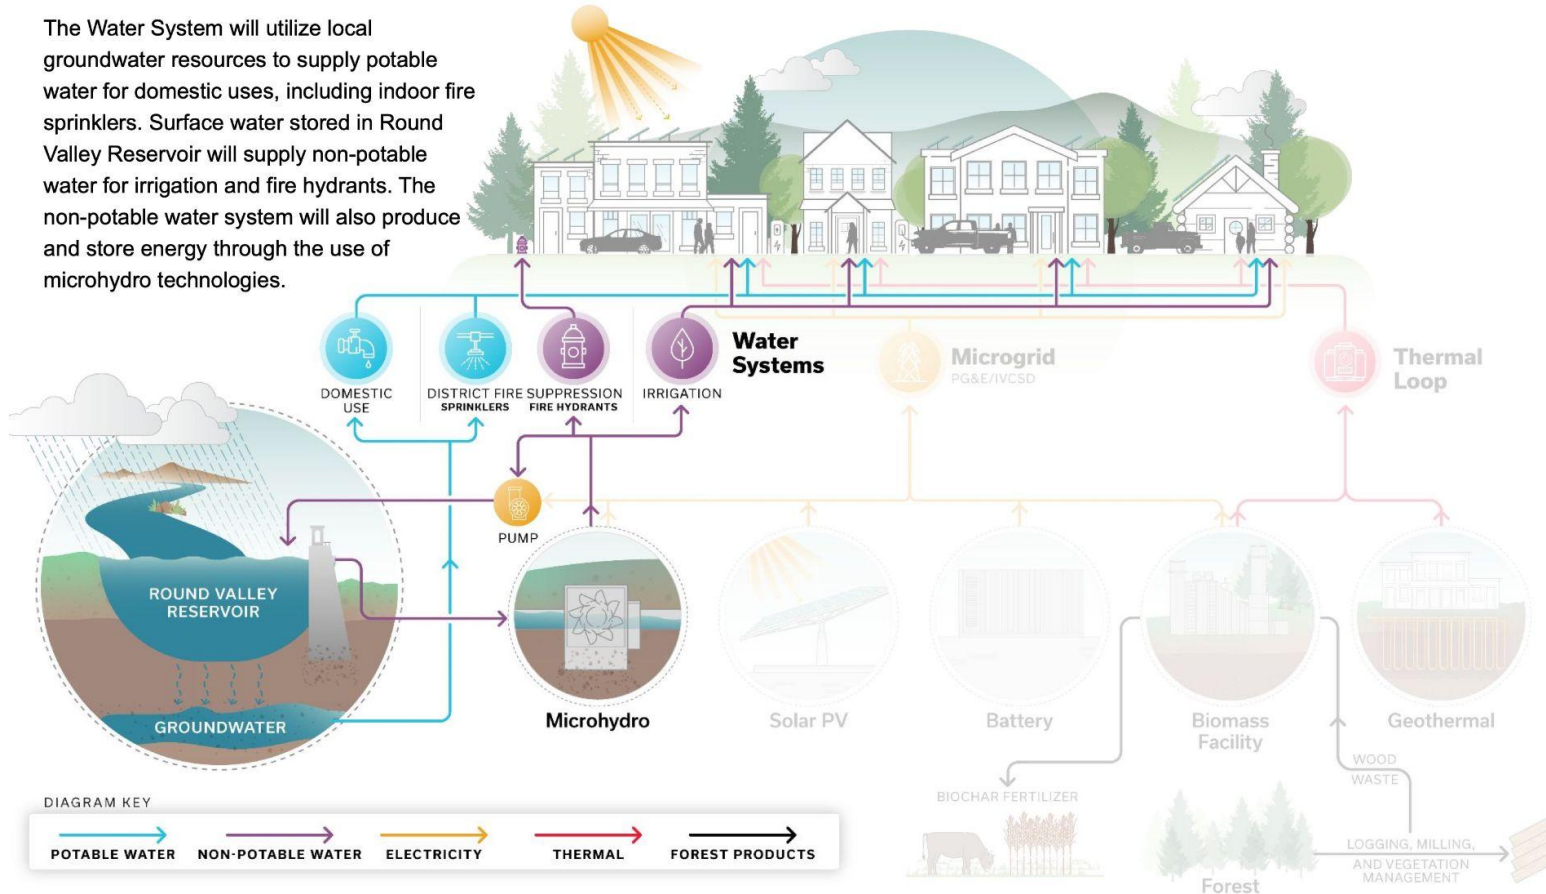 The Water System will utilize local
groundwater resources to supply potable
water for domestic uses, including indoor fire
sprinklers. Surface water stored in Round
Valley Reservoir will supply non-potable
water for irrigation and fire hydrants. The
non-potable water system will also produce
and store energy through the use of
microhydro technologies.
DOMESTIC
USE
DISTRICT FIRE
SPRINKLERS
SUPPRESSION
FIRE HYDRANTS
IRRIGATION
Water
Systems
Microgrid
PG&E/IVCSD
Thermal
Loop
PUMP
ROUND VALLEY
RESERVOIR
GROUNDWATER
Microhydro
Solar PV
Battery
Biomass
Facility
Geothermal
WOOD
WASTE
BIOCHAR FERTILIZER
LOGGING, MILLING,
AND VEGETATION
MANAGEMENT
Forest
DIAGRAM KEY
POTABLE WATER
NON-POTABLE WATER
ELECTRICITY
THERMAL
FOREST PRODUCTS